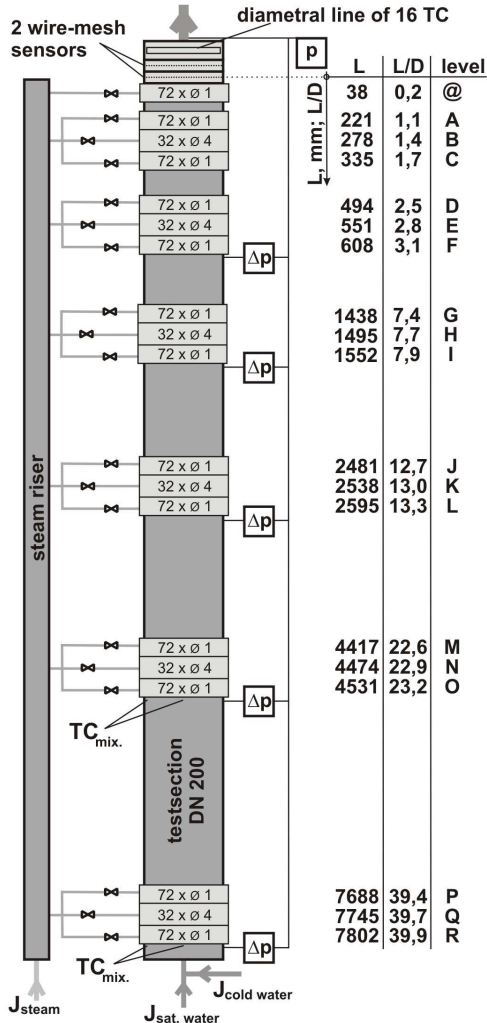 diametral line of 16 TC
2 wire-mesh
sensors
p
L L/D level
L, mm; L/D
72 x Ø 1 38 0,2 @
72 x Ø 1 221 1,1 A
32 x Ø 4 278 1,4 B
72 x Ø 1 335 1,7 C
72 x Ø 1 494 2,5 D
32 x Ø 4 551 2,8 E
72 x Ø 1 608 3,1 F
Δp
72 x Ø 1 1438 7,4 G
32 x Ø 4 1495 7,7 H
72 x Ø 1 1552 7,9 I
Δp
steam riser
72 x Ø 1 2481 12,7 J
32 x Ø 4 2538 13,0 K
72 x Ø 1 2595 13,3 L
Δp
72 x Ø 1 4417 22,6 M
32 x Ø 4 4474 22,9 N
72 x Ø 1 4531 23,2 O
Δp
TCmix.
testsection
DN 200
72 x Ø 1 7688 39,4 P
32 x Ø 4 7745 39,7 Q
72 x Ø 1 7802 39,9 R
Δp
TCmix.
Jsteam
Jcold water
Jsat. water